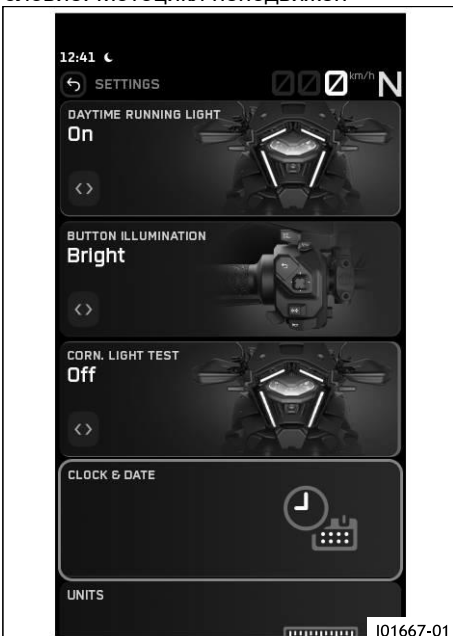 12:41
SETTINGS
000 km/h N
DAYTIME RUNNING LIGHT
On
BUTTON ILLUMINATION
Bright
CORN. LIGHT TEST
Off
CLOCK & DATE
UNITS
I01667-01